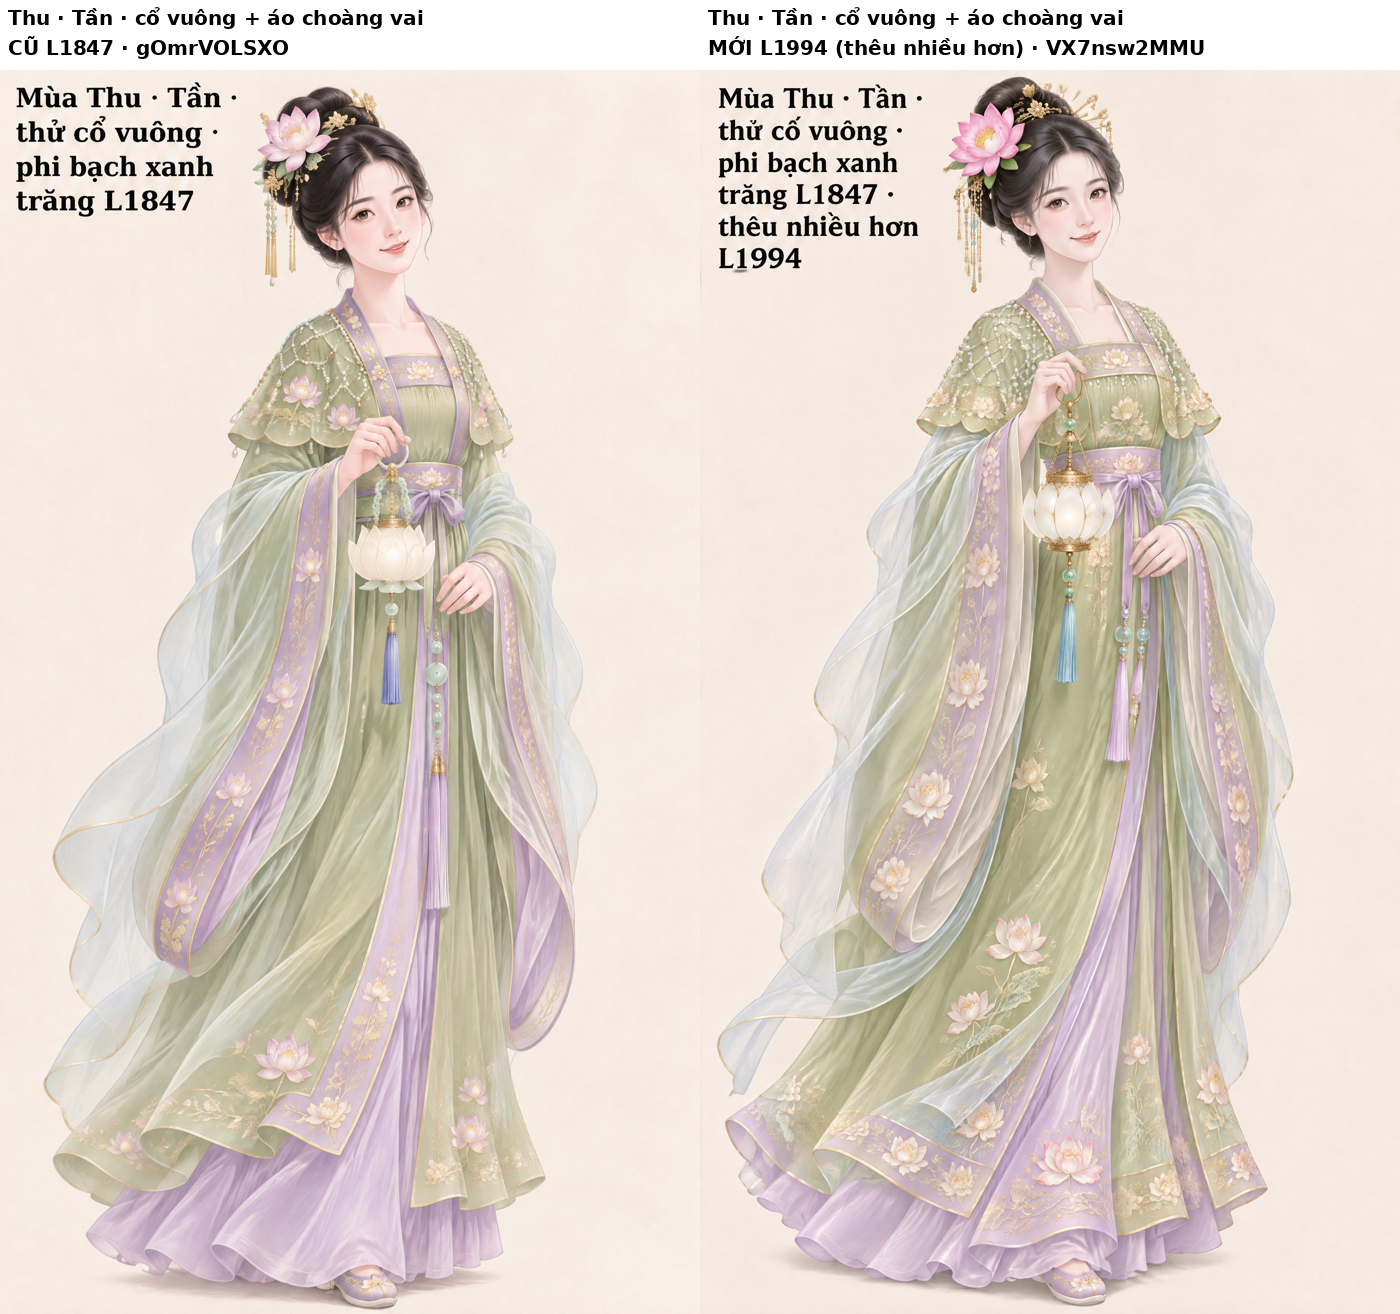 Thu · Tần · cổ vuông + áo choàng vai
CŨ L1847 · gOmrVOLSXO
Thu · Tần · cổ vuông + áo choàng vai
MỚI L1994 (thêu nhiều hơn) · VX7nsw2MMU
Mùa Thu · Tần ·
thử cổ vuông ·
phi bạch xanh
trăng L1847
Mùa Thu · Tần ·
thử cố vuông ·
phi bạch xanh
trăng L1847 ·
thêu nhiều hơn
L1994